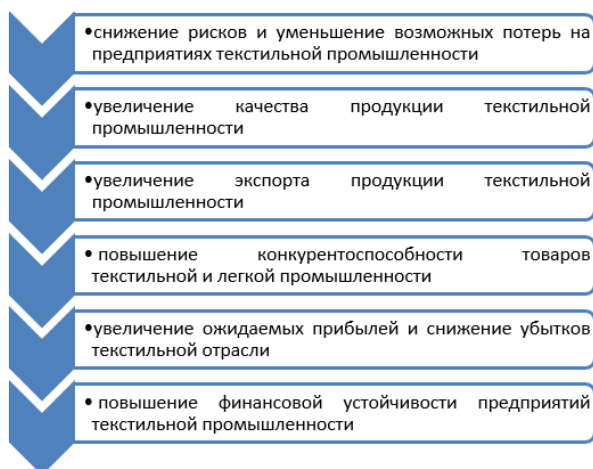 •снижение рисков и уменьшение возможных потерь на
предприятиях текстильной промышленности
•увеличение качества продукции текстильной
промышленности
•увеличение экспорта продукции текстильной
промышленности
• повышение конкурентоспособности товаров
текстильной и легкой промышленности
•увеличение ожидаемых прибылей и снижение убытков
текстильной отрасли
• повышение финансовой устойчивости предприятий
текстильной промышленности